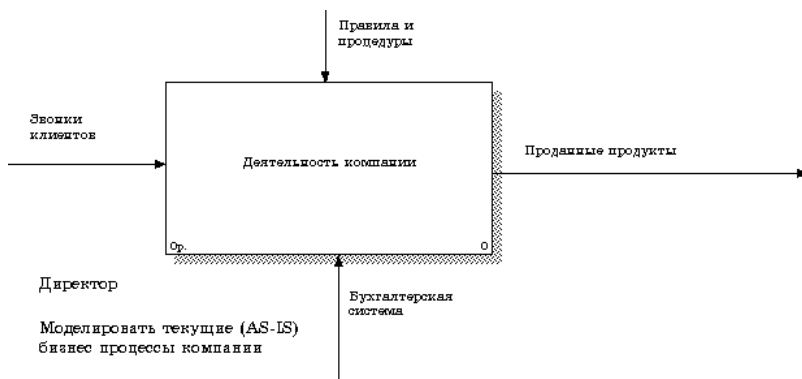 Правила и
процедуры
Звонки
клиентов
Деятельность компании
Проданные продукты
0р.
0
Директор
Бухгалтерская
система
Моделировать текущие (AS-IS)
бизнес процессы компании